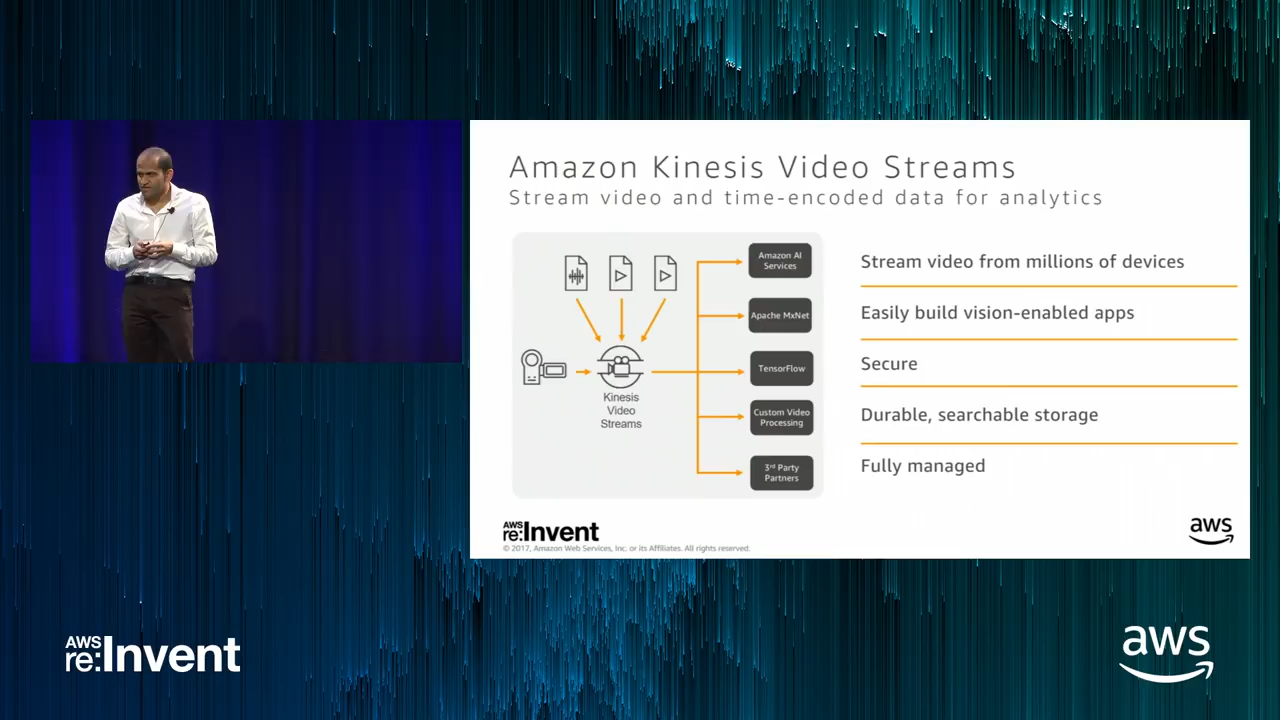 Amazon Kinesis Video Streams
Stream video and time-encoded data for analytics
Amazon AI
Services
Apache MxNet
TensorFlow
Custom Video
Processing
3rd Party
Partners
Kinesis
Video
Streams
Stream video from millions of devices
Easily build vision-enabled apps
Secure
Durable, searchable storage
Fully managed
AWS
re:Invent
© 2017, Amazon Web Services, Inc. or its Affiliates. All rights reserved.
aws
AWS
re:Invent
aws